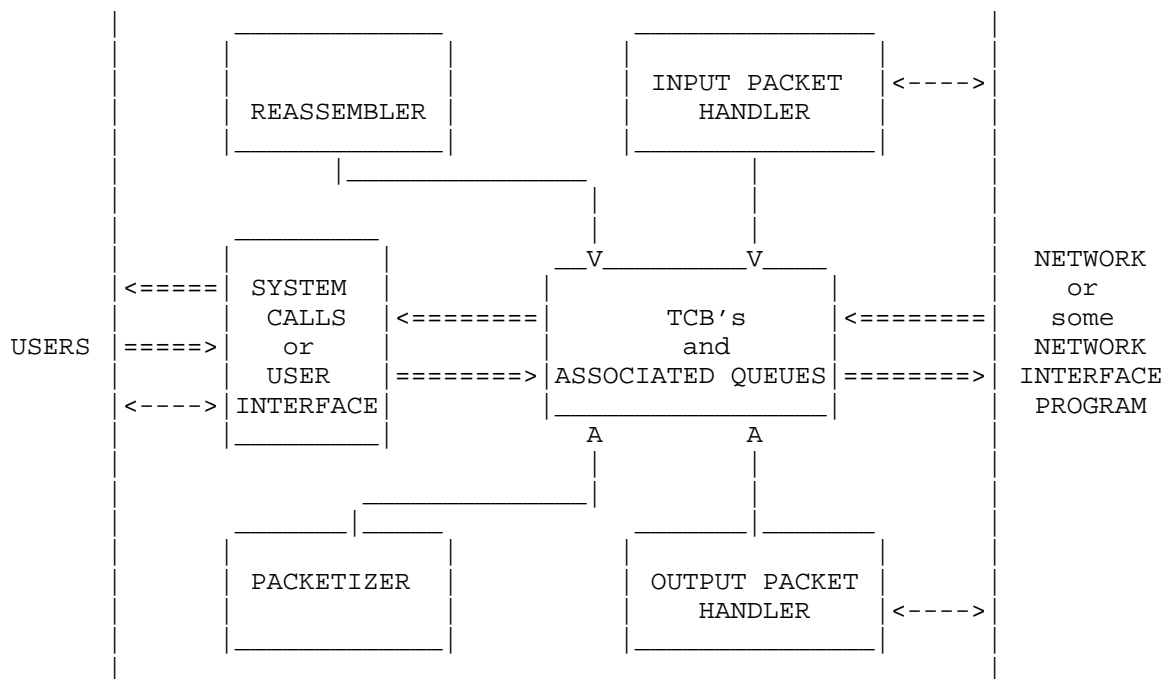 REASSEMBLER
INPUT PACKET
HANDLER
USERS
SYSTEM
CALLS
or
USER
INTERFACE
TCB's
and
ASSOCIATED QUEUES
NETWORK
or
some
NETWORK
INTERFACE
PROGRAM
PACKETIZER
OUTPUT PACKET
HANDLER